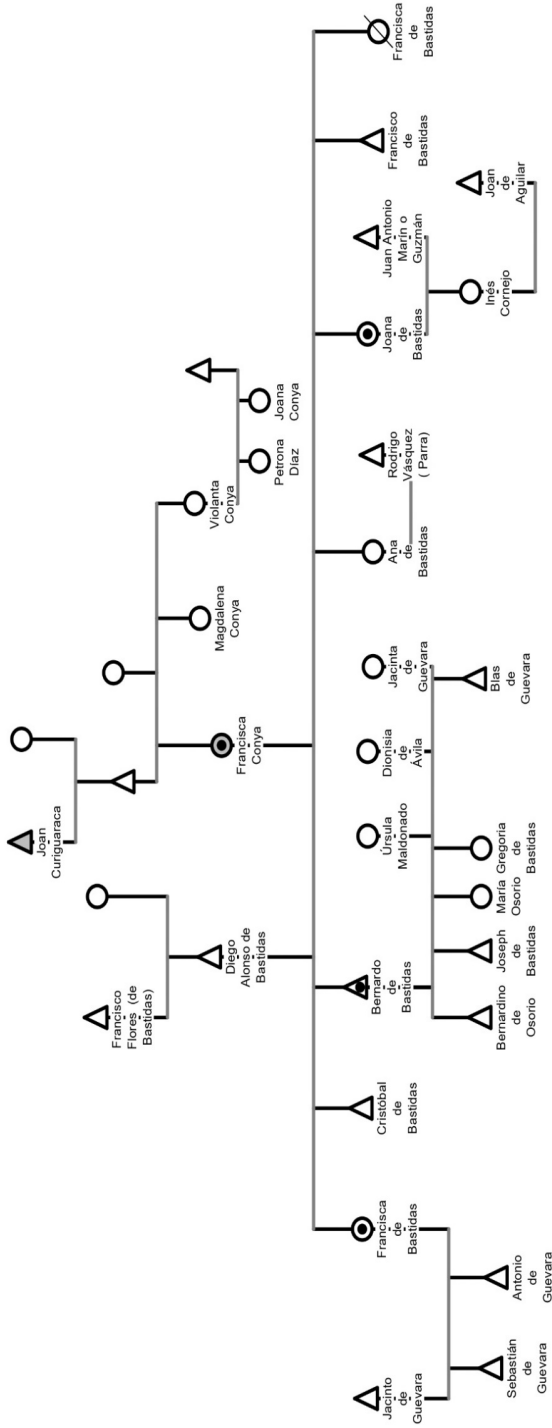 Joan
Curiguaraca
Francisco
Flores (de
Bastidas)
Diego
Alonso de
Bastidas
Francisca
Conya
Magdalena
Conya
Violanta
Conya
Petrona
Díaz
Joana
Conya
Jacinto
de
Guevara
Francisca
de
Bastidas
Sebastián
de
Guevara
Antonio
de
Guevara
Cristóbal
de
Bastidas
Bernardo
de
Bastidas
Úrsula
Maldonado
Dionisia
de
Ávila
Jacinta
de
Guevara
Bernardino
de
Osorio
Joseph
de
Bastidas
María
Osorio
Gregoria
de
Bastidas
Blas
de
Guevara
Ana
de
Bastidas
Rodrigo
Vásquez
( Parra)
Joana
de
Bastidas
Juan Antonio
Marín o
Guzmán
Inés
Cornejo
Joan
de
Aguilar
Francisco
de
Bastidas
Francisca
de
Bastidas